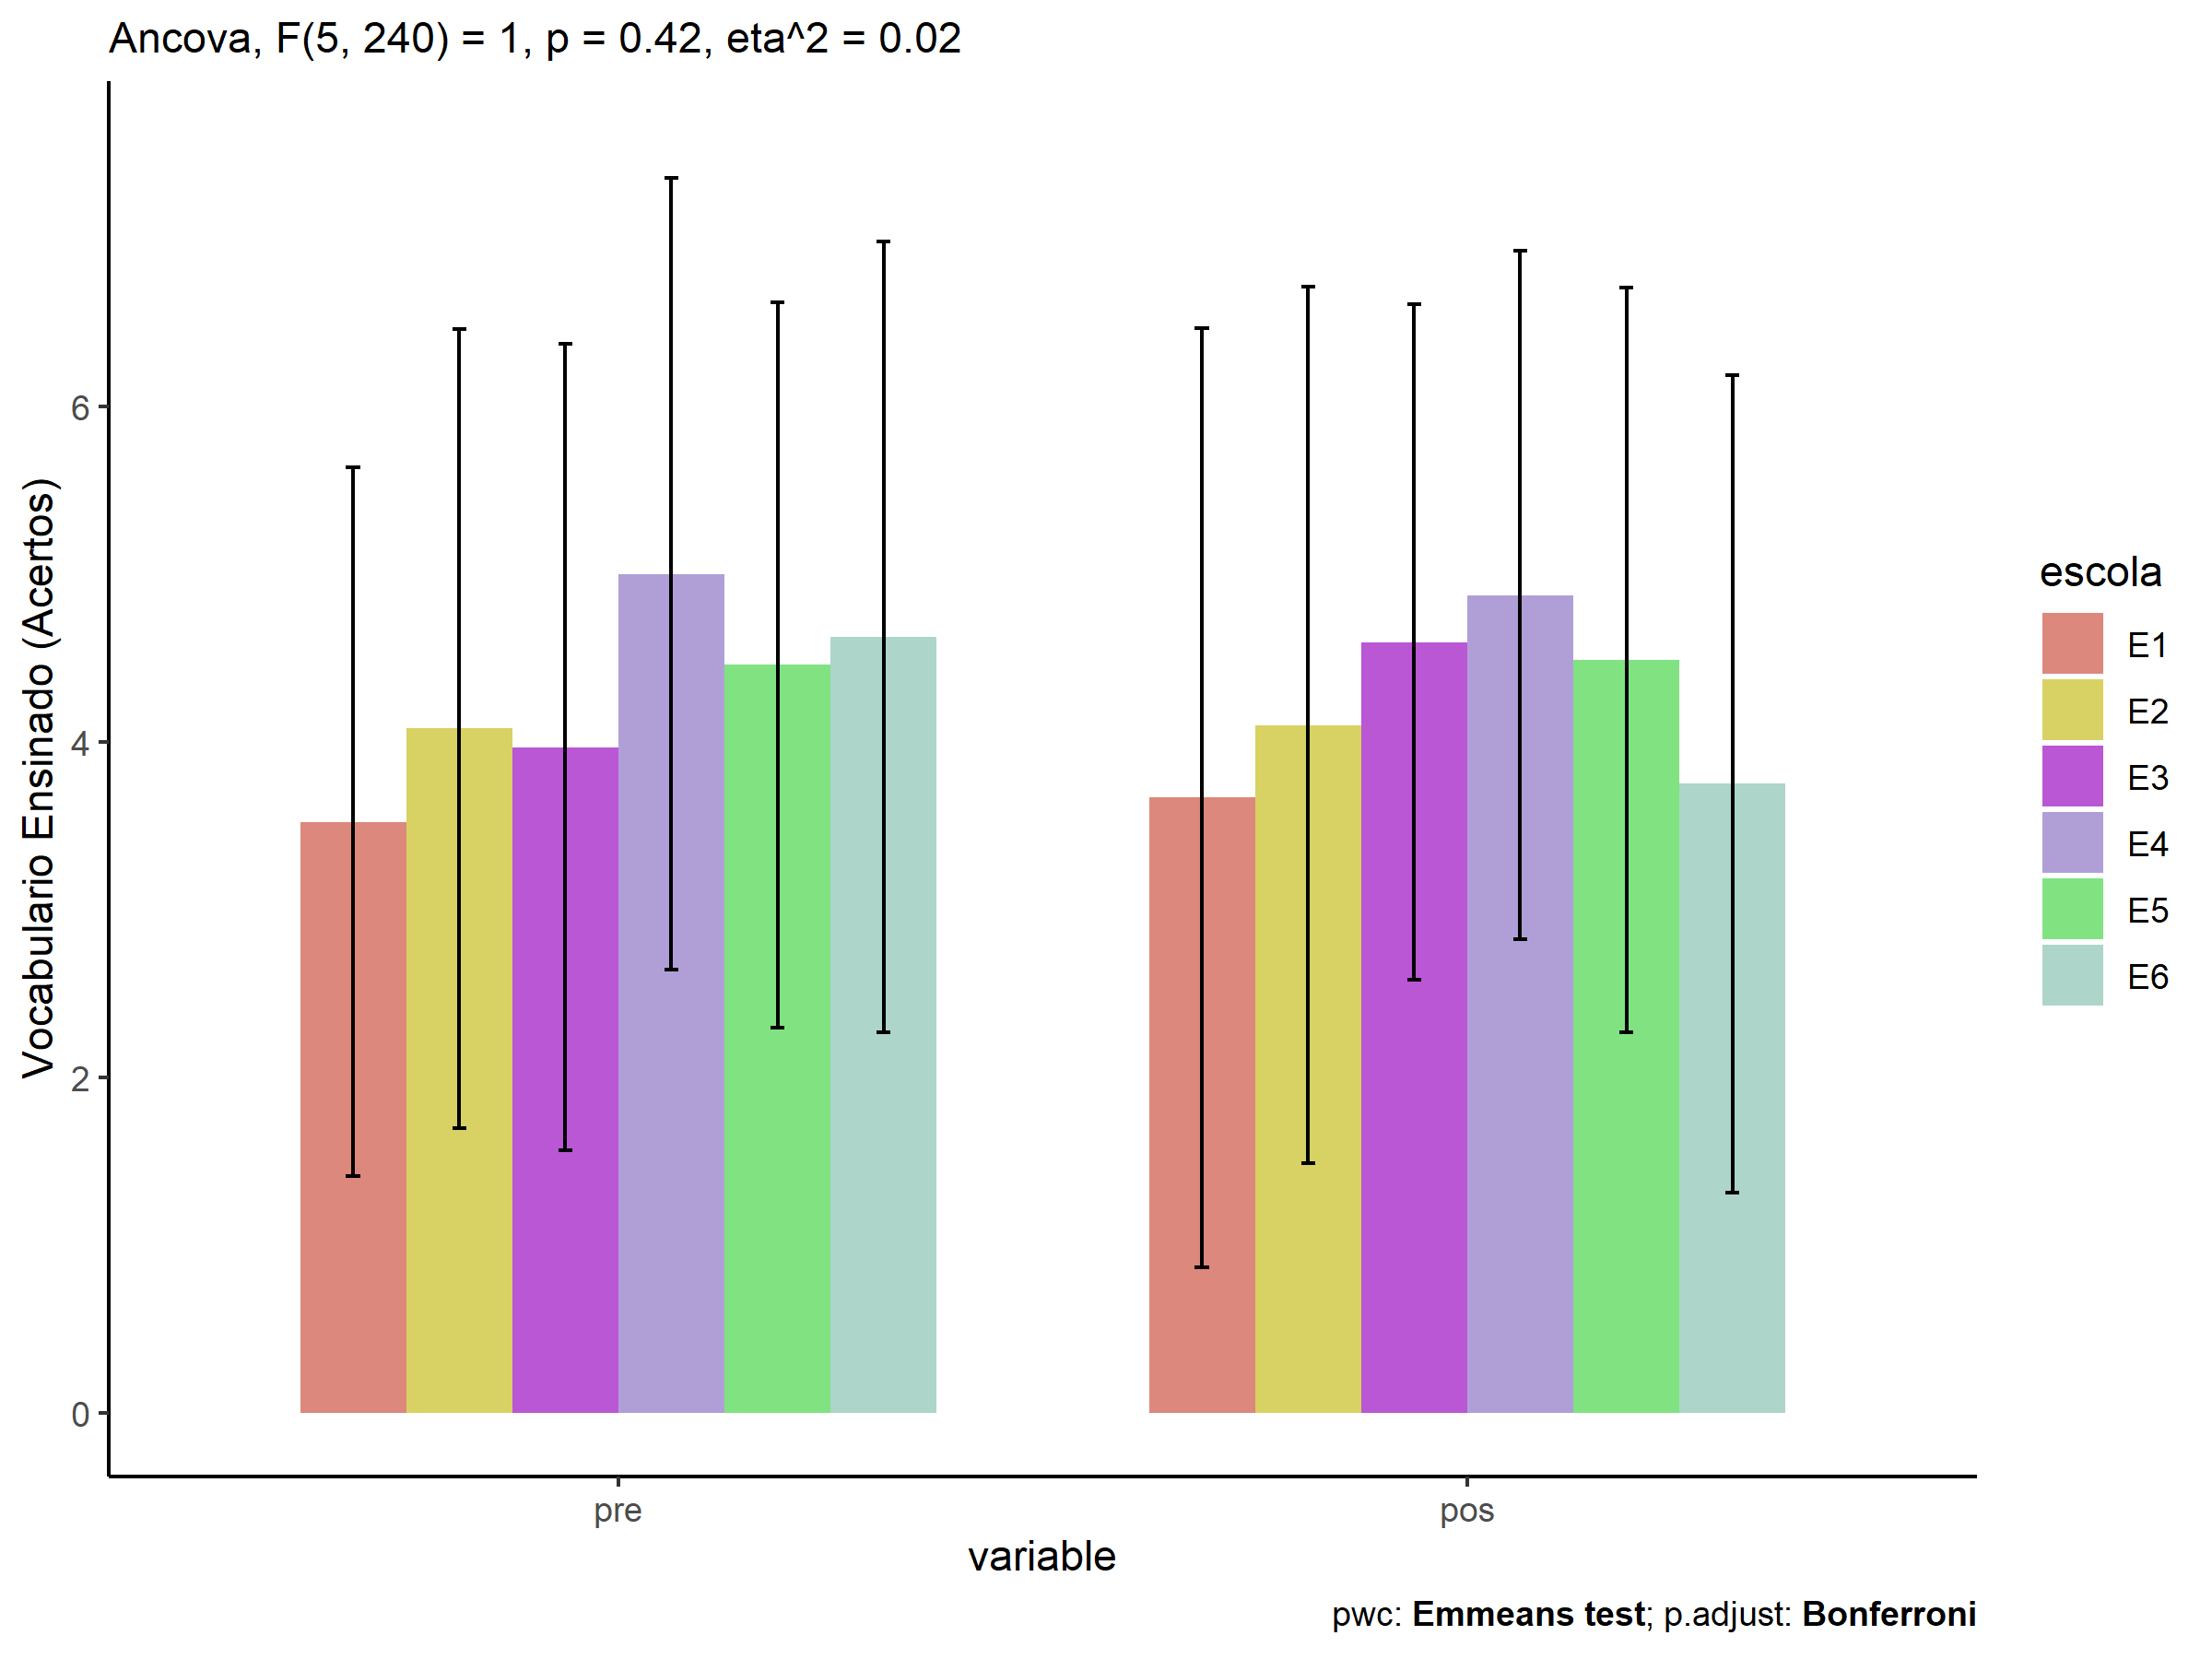 Ancova, F(5, 240) = 1, p = 0.42, eta^2 = 0.02
Vocabulario Ensinado (Acertos)
6
4
2
0
pre
pos
variable
escola
E1
E2
E3
E4
E5
E6
pwc: Emmeans test; p.adjust: Bonferroni